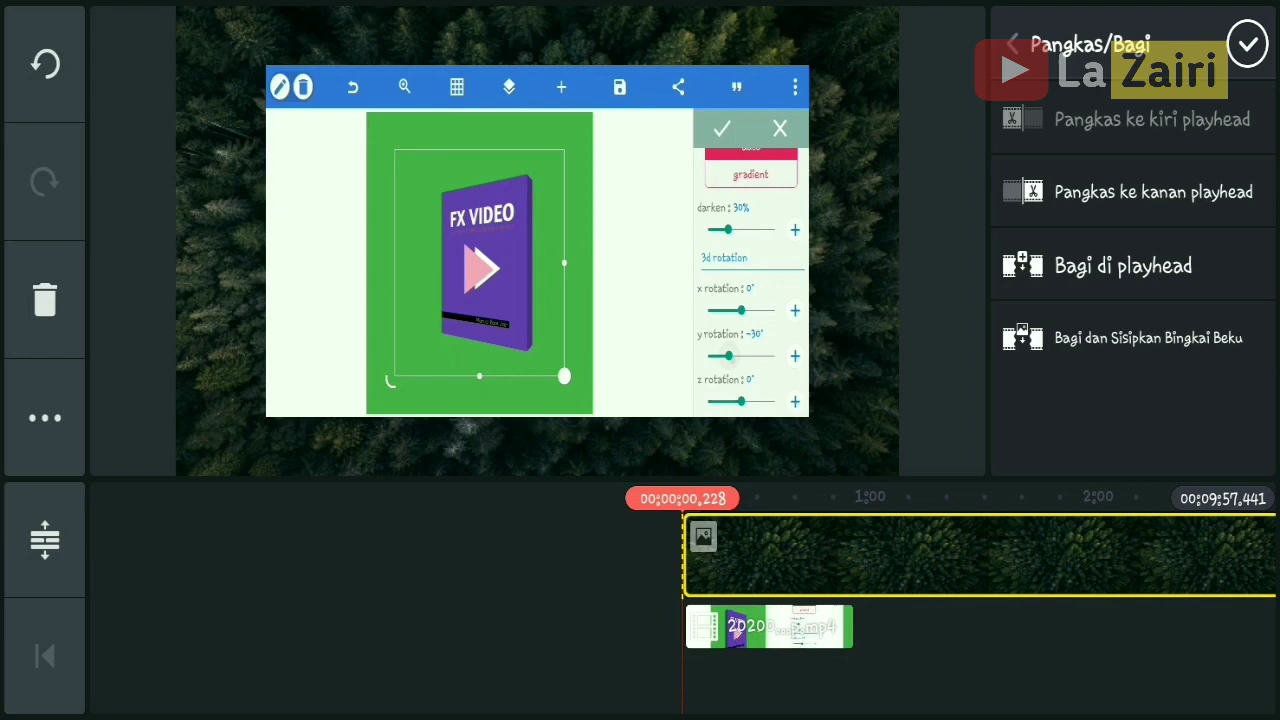 Pangkas/Bagi
La Zairi
Pangkas ke kiri playhead
Pangkas ke kanan playhead
Bagi di playhead
Bagi dan Sisipkan Bingkai Beku
gradient
darken : 30%
3d rotation
x rotation : 0°
y rotation : -30°
z rotation : 0°
FX VIDEO
00:00:00.228
1:00
2:00
00:09:57.441